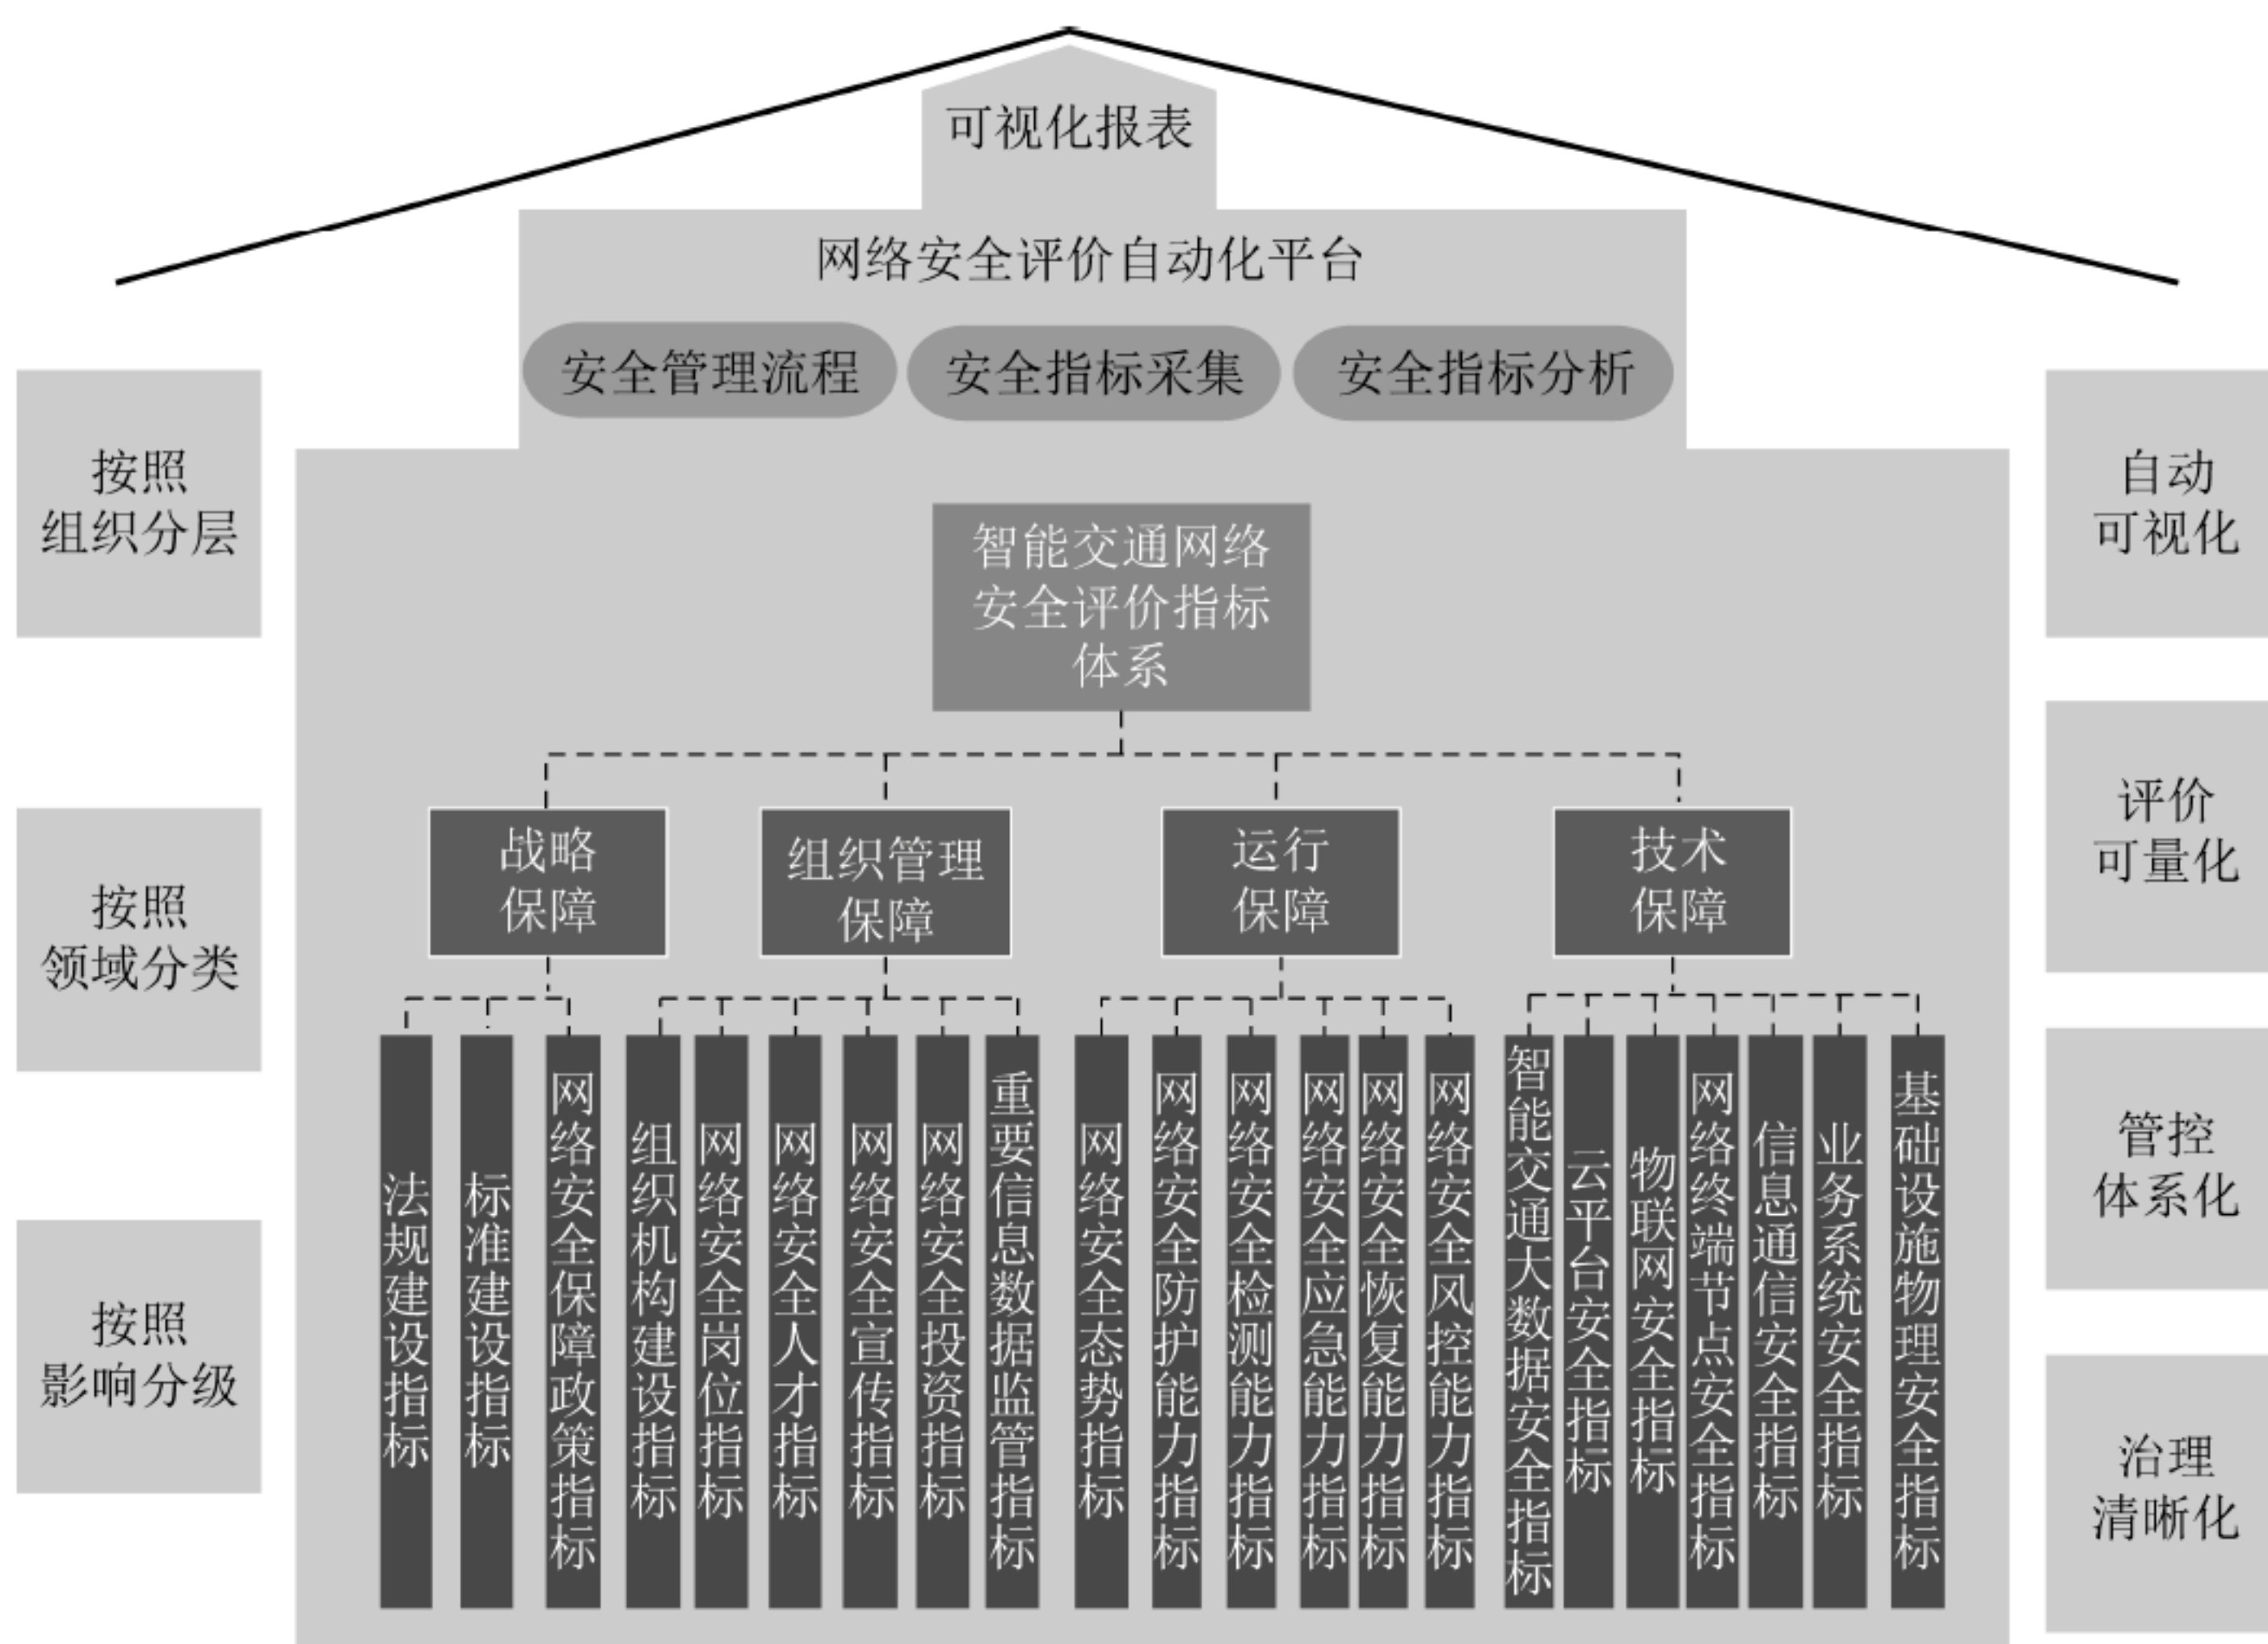 可视化报表
网络安全评价自动化平台
安全管理流程
安全指标采集
安全指标分析
按照
组织分层
按照
领域分类
按照
影响分级
智能交通网络
安全评价指标
体系
战略
保障
组织管理
保障
运行
保障
技术
保障
法规建设指标
标准建设指标
网络安全保障政策指标
组织机构建设指标
网络安全岗位指标
网络安全人才指标
网络安全宣传指标
网络安全投资指标
重要信息数据监管指标
网络安全态势指标
网络安全防护能力指标
网络安全检测能力指标
网络安全应急能力指标
网络安全恢复能力指标
网络安全风控能力指标
智能交通大数据安全指标
云平台安全指标
物联网安全指标
网络终端节点安全指标
信息通信安全指标
业务系统安全指标
基础设施物理安全指标
自动
可视化
评价
可量化
管控
体系化
治理
清晰化